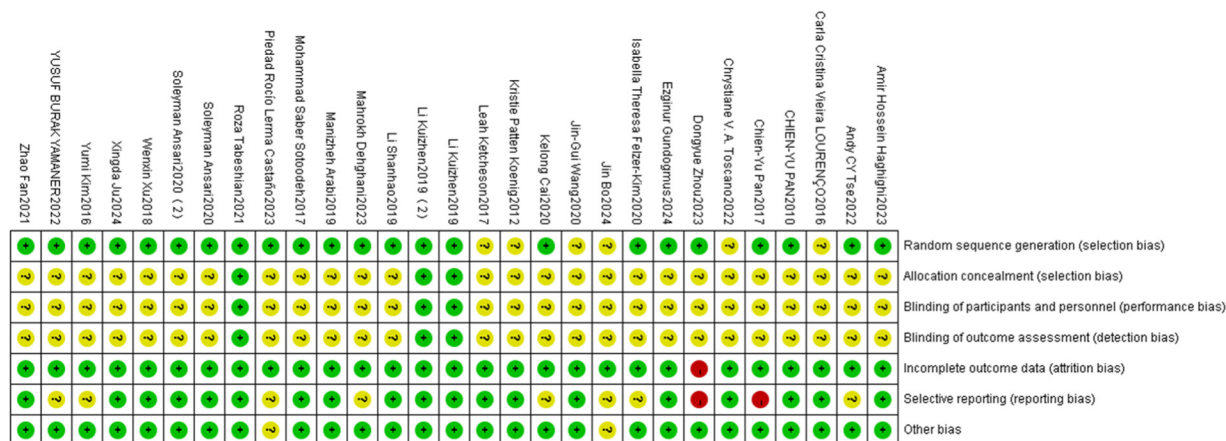 Zhao Fan2021
YUSUF BURAK YAMANER2022
Yumi Kim2016
Xingda Ju2024
Wenxin Xu2018
Soleyman Ansari2020（2）
Soleyman Ansari2020
Roza Tabeshian2021
Piedad Rocío Lerma Castaño2023
Mohammad Saber Sotoodeh2017
Manizheh Arabi2019
Mahrokh Dehghani2023
Li Shanhao2019
Li Kuizhen2019（2）
Li Kuizhen2019
Leah Ketcheson2017
Kristie Patten Koenig2012
Kelong Cai2020
Jin-Gui Wang2020
Jin Bo2024
Isabella Theresa Felzer-Kim2020
Ezginur Gundogmus2024
Dongyue Zhou2023
Chrystiane V. A. Toscano2022
Chien-Yu Pan2017
CHIEN-YU PAN2010
Carla Cristina Vieira LOURENÇO2016
Andy CY Tse2022
Amir Hossein Haghighi2023
+ + + + + + + + + + + + + + + ? ? + ? ? + + + ? + + ? + + Random sequence generation (selection bias)
? ? ? ? ? ? ? + ? ? ? ? ? + + ? ? ? ? ? ? ? ? ? ? ? ? ? ? Allocation concealment (selection bias)
? ? ? ? ? ? ? + ? ? ? ? ? + + ? ? ? ? ? ? ? ? ? ? ? ? ? ? Blinding of participants and personnel (performance bias)
? ? ? ? ? ? ? + ? ? ? ? ? + + ? ? ? ? ? ? ? ? ? ? ? ? ? ? Blinding of outcome assessment (detection bias)
+ + + + + + + + + + + + + + + + + + + + + + - + + + + + + Incomplete outcome data (attrition bias)
+ ? ? + + + + + ? + + ? + + + + + ? + ? ? + - + - + + ? + Selective reporting (reporting bias)
+ + + + + + + + ? + + + + + + + + + + ? + + + + + + + + + Other bias